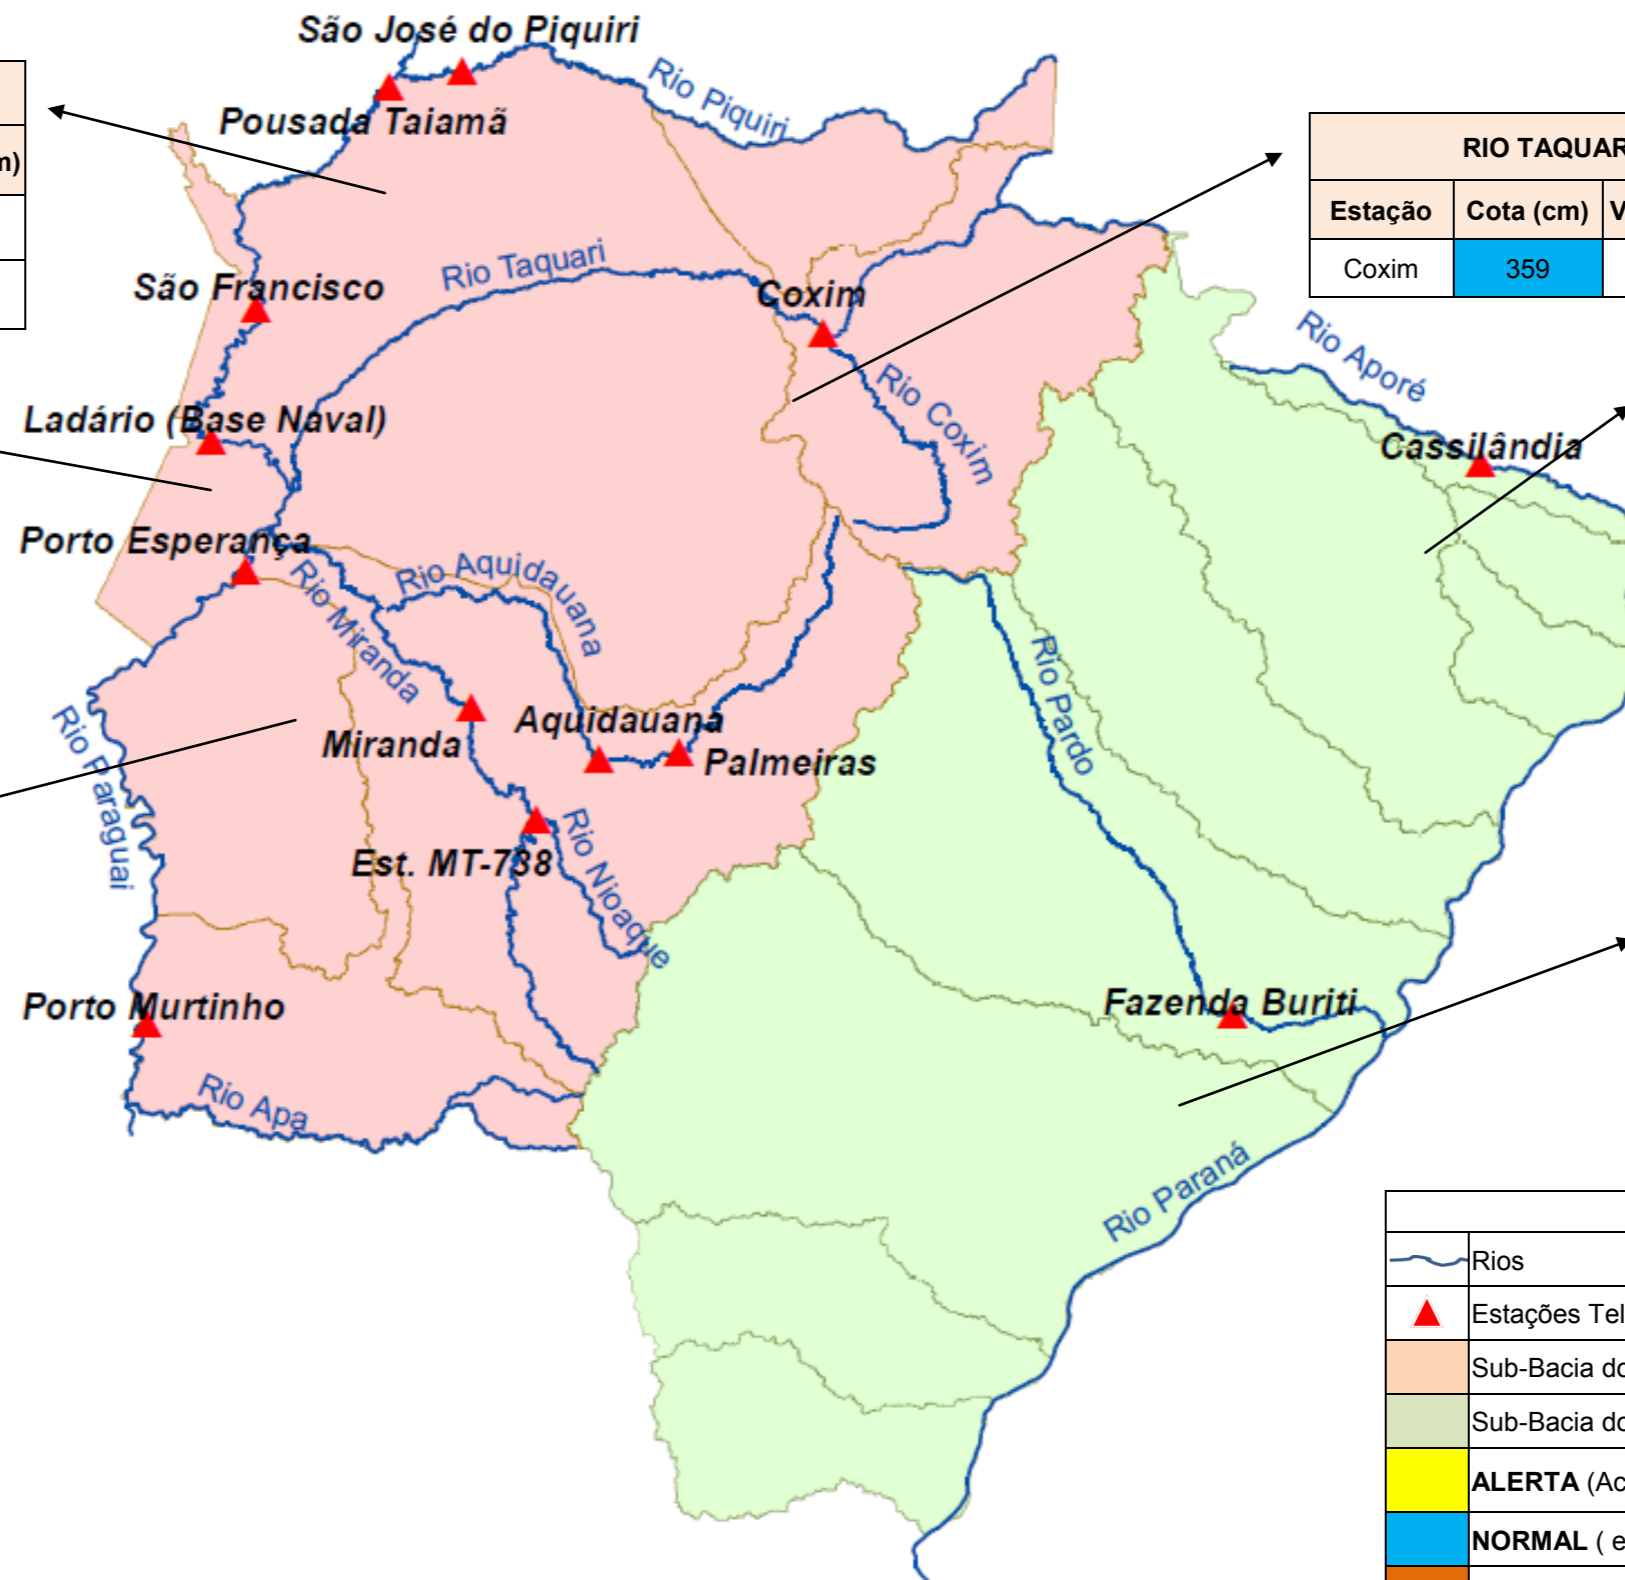 São José do Piquiri
Rio Piquiri
Pousada Taiamã
m)
RIO TAQUAR
Estação Cota (cm) V
Coxim 359
Rio Taquari
São Francisco
Coxim
Rio Aporé
Rio Coxim
Ladário (Base Naval)
Cassilândia
Porto Esperança
Rio Aquidauana
Rio Miranda
Rio Pardo
Rio Paraguai
Aquidauana
Miranda
Palmeiras
Rio Nioaque
Est. MT-738
Porto Murtinho
Fazenda Buriti
Rio Apa
Rio Paraná
Rios
Estações Tel
Sub-Bacia do
Sub-Bacia do
ALERTA (Ac
NORMAL ( e